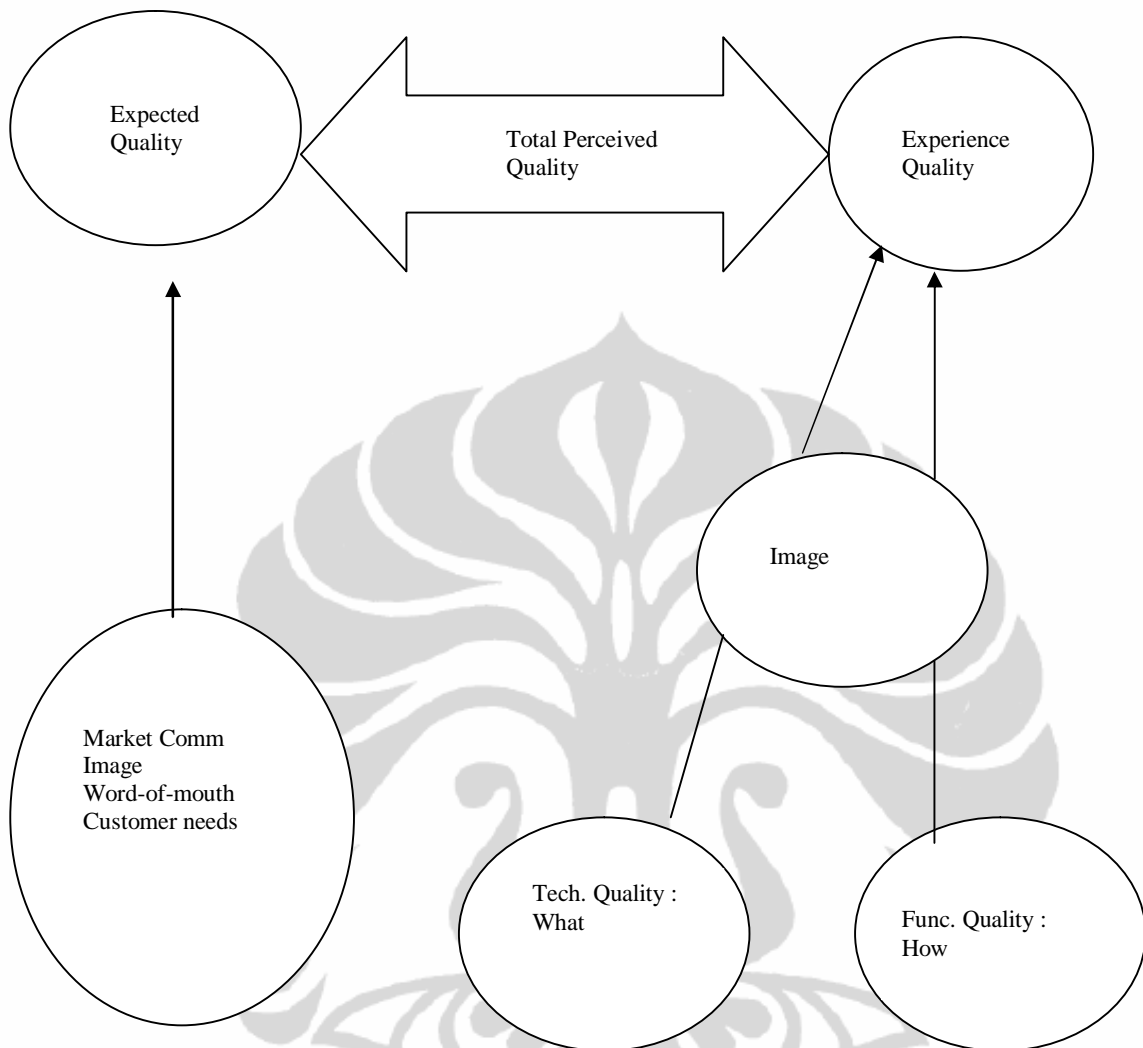 Expected
Quality
Total Perceived
Quality
Experience
Quality
Image
Market Comm
Image
Word-of-mouth
Customer needs
Tech. Quality :
What
Func. Quality :
How